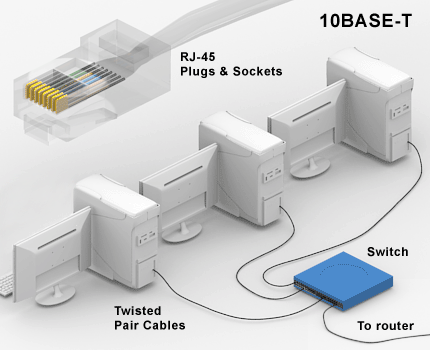 10BASE-T
RJ-45
Plugs & Sockets
Switch
Twisted
Pair Cables
To router